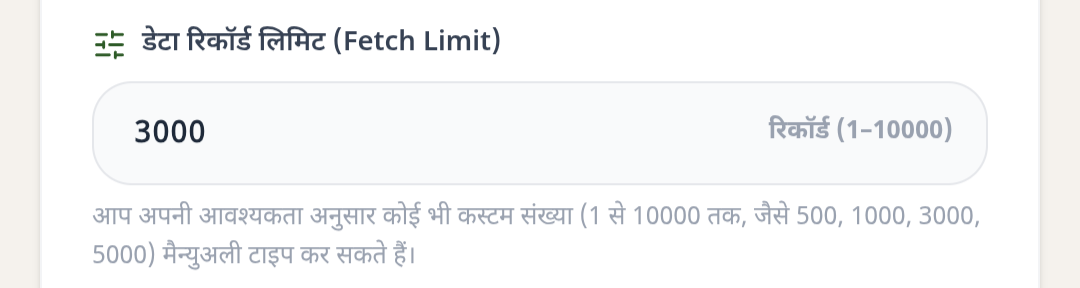 डेटा रिकॉर्ड लिमिट (Fetch Limit)
3000 रिकॉर्ड (1–10000)
आप अपनी आवश्यकता अनुसार कोई भी कस्टम संख्या (1 से 10000 तक, जैसे 500, 1000, 3000,
5000) मैन्युअली टाइप कर सकते हैं।